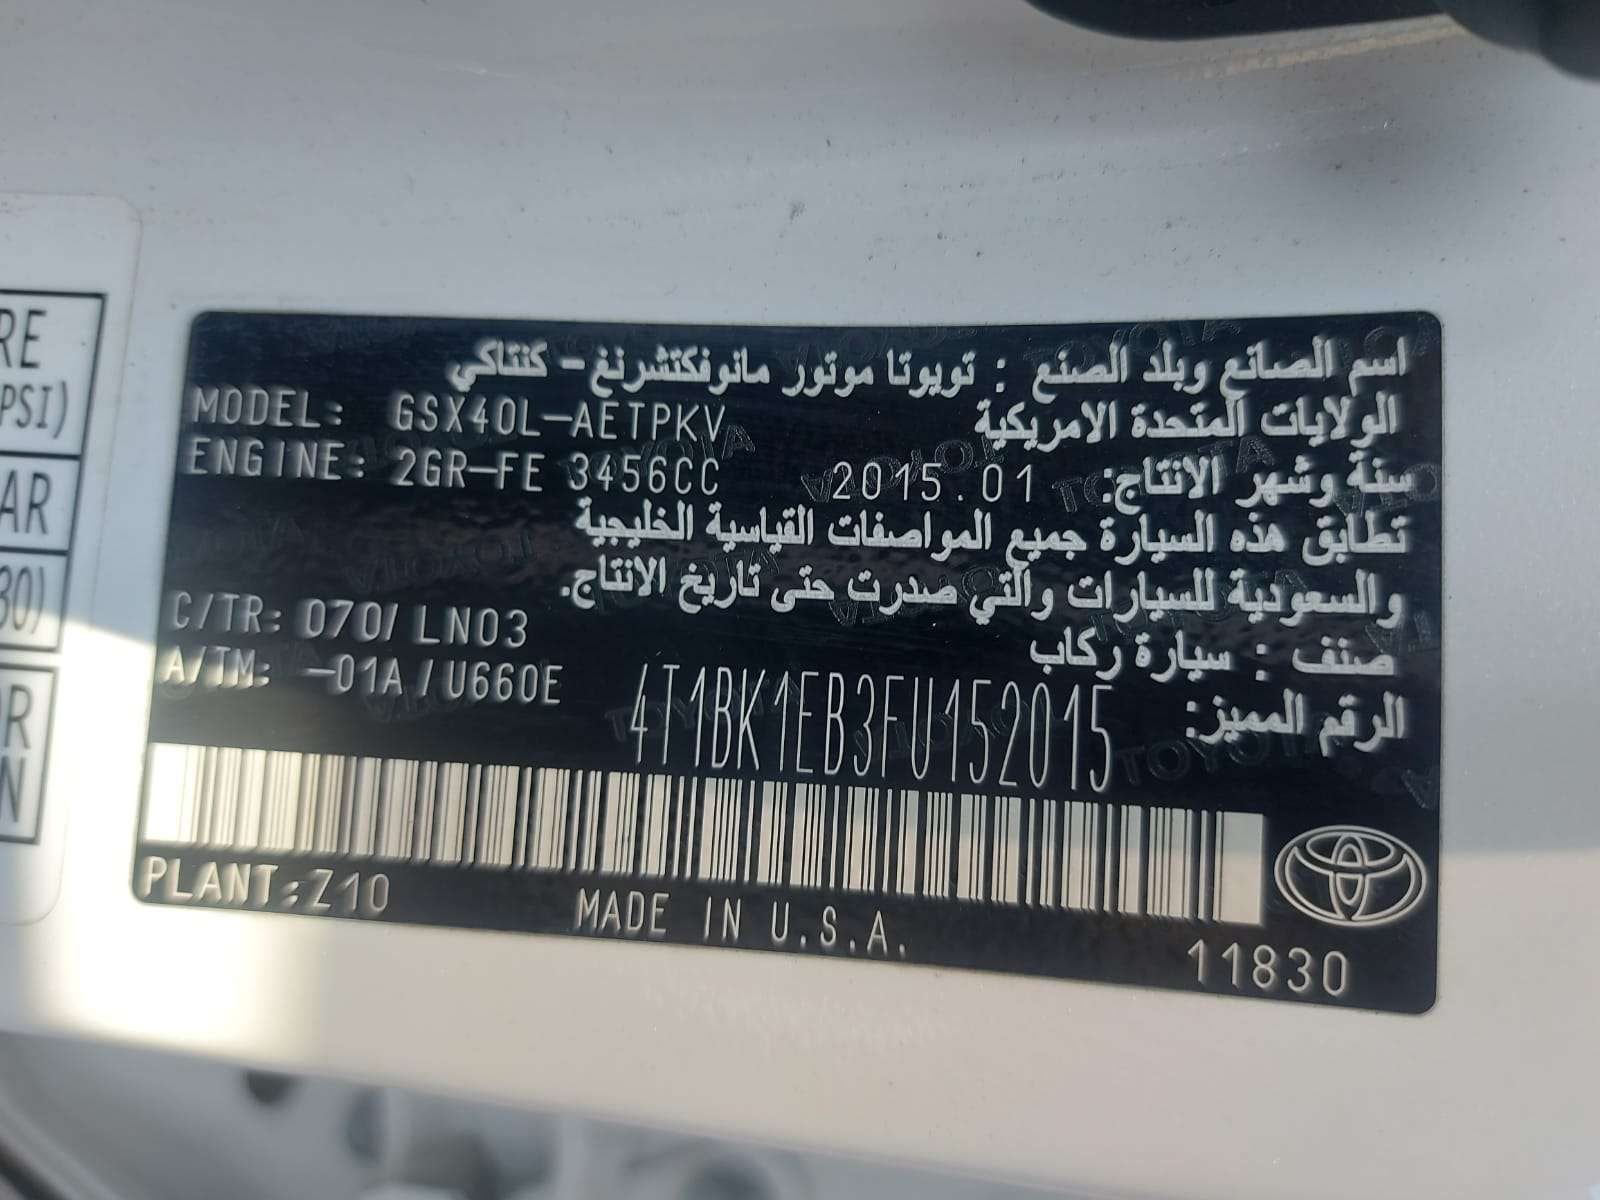 RE
PSI)
AR
30)
OR
N
اسم الصانع وبلد الصنع : تويوتا موتور مانوفكتشرنغ - كنتاكي
MODEL: GSX40L-AETPKV الولايات المتحدة الامريكية
ENGINE: 2GR-FE 3456CC سنة وشهر الانتاج: 2015.01
تطابق هذه السيارة جميع المواصفات القياسية الخليجية
والسعودية للسيارات والتي صدرت حتى تاريخ الانتاج.
C/TR: 070/ LN03 صنف : سيارة ركاب
A/TM: -01A / U660E الرقم المميز: 4T1BK1EB3FU152015
PLANT:Z10 MADE IN U.S.A. 11830